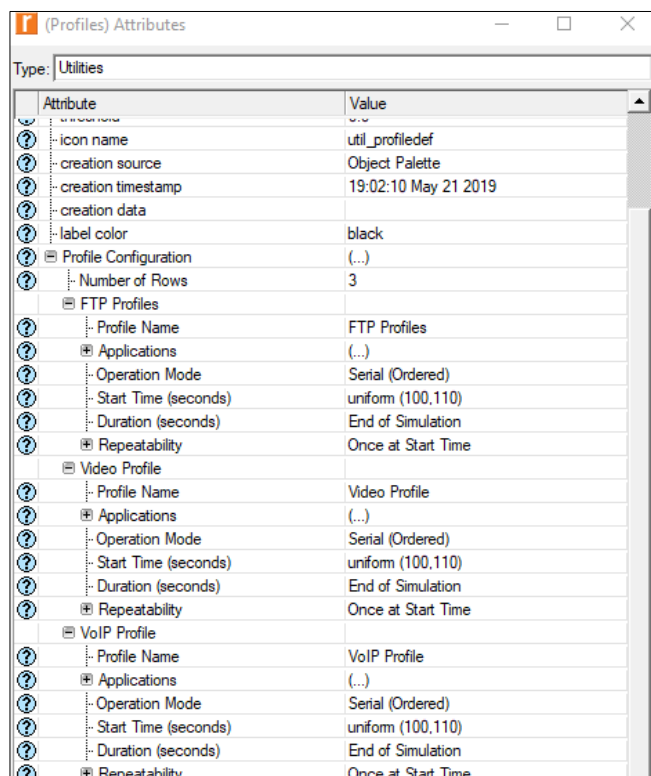 (Profiles) Attributes
Type: Utilities
Attribute Value
threshold 0.0
icon name util_profiledef
creation source Object Palette
creation timestamp 19:02:10 May 21 2019
creation data
label color black
Profile Configuration (...)
Number of Rows 3
FTP Profiles
Profile Name FTP Profiles
Applications (...)
Operation Mode Serial (Ordered)
Start Time (seconds) uniform (100,110)
Duration (seconds) End of Simulation
Repeatability Once at Start Time
Video Profile
Profile Name Video Profile
Applications (...)
Operation Mode Serial (Ordered)
Start Time (seconds) uniform (100,110)
Duration (seconds) End of Simulation
Repeatability Once at Start Time
VoIP Profile
Profile Name VoIP Profile
Applications (...)
Operation Mode Serial (Ordered)
Start Time (seconds) uniform (100,110)
Duration (seconds) End of Simulation
Repeatability Once at Start Time